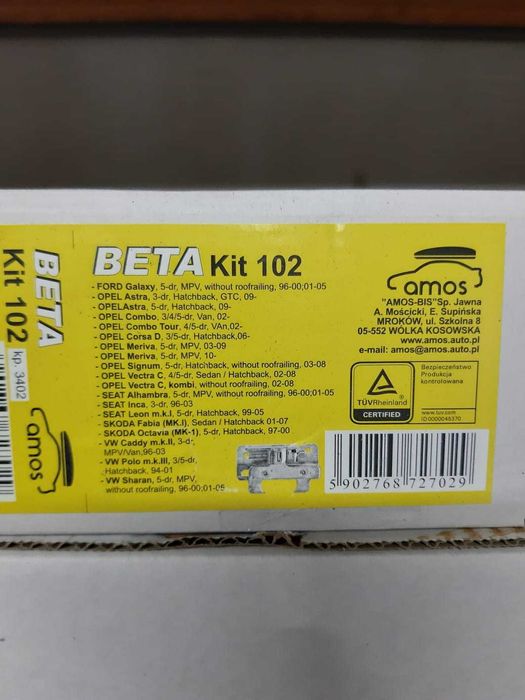 BETA Kit 102
- FORD Galaxy, 5-dr, MPV, without roofrailing, 96-00;01-05
- OPEL Astra, 3-dr, Hatchback, GTC, 09-
- OPELAstra, 5-dr, Hatchback, 09-
- OPEL Combo, 3/4/5-dr, Van, 02-
- OPEL Combo Tour, 4/5-dr, VAn,02-
- OPEL Corsa D, 3/5-dr, Hatchback,06-
- OPEL Meriva, 5-dr, MPV, 03-09
- OPEL Meriva, 5-dr, MPV, 10-
- OPEL Signum, 5-dr, Hatchback, without roofrailing, 03-08
- OPEL Vectra C, 4/5-dr, Sedan / Hatchback, 02-08
- OPEL Vectra C, kombi, without roofrailing, 02-08
- SEAT Alhambra, 5-dr, MPV, without roofrailing, 96-00;01-05
- SEAT Inca, 3-dr, 96-03
- SEAT Leon m.k.I, 5-dr, Hatchback, 99-05
- SKODA Fabia (MK.I), Sedan / Hatchback 01-07
- SKODA Octavia (MK-1), 5-dr, Hatchback, 97-00
- VW Caddy m.k.II, 3-d
MPV/Van,96-03
- VW Polo m.k.III, 3/5-dr,
Hatchback, 94-01
- VW Sharan, 5-dr, MPV,
without roofrailing, 96-00;01-05
amos
"AMOS-BIS"Sp. Jawna
A. Mościcki, E. Supińska
MROKÓW, ul. Szkolna 8
05-552 WÓLKA KOSOWSKA
www.amos.auto.pl
e-mail: amos@amos.auto.pl
TÜVRheinland
CERTIFIED
Bezpieczeństwo
Produkcja
kontrolowana
www.tuv.com
ID 0000045370
5 902768 727029
BETA
Kit 102
kp. 3402
amos